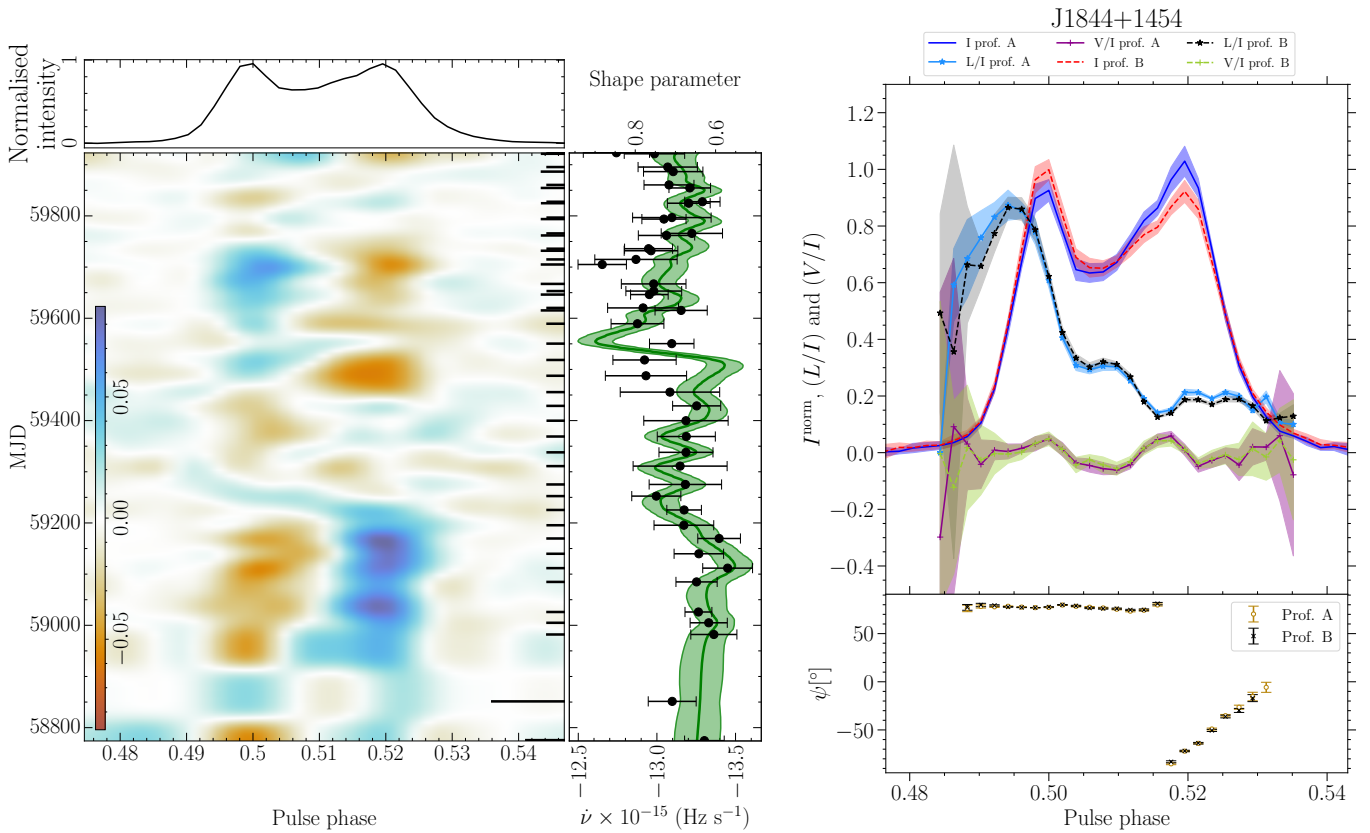 J1844+1454
I prof. A
V/I prof. A
L/I prof. B
L/I prof. A
I prof. B
V/I prof. B
Normalised
intensity
1
0
Shape parameter
0.8
0.6
MJD
59800
59600
59400
59200
59000
58800
0.05
0.00
−0.05
0.48
0.49
0.5
0.51
0.52
0.53
0.54
Pulse phase
−12.5
−13.0
−13.5
ν̇ × 10⁻¹⁵ (Hz s⁻¹)
Iⁿᵒʳᵐ, (L/I) and (V/I)
1.2
1.0
0.8
0.6
0.4
0.2
0.0
−0.2
−0.4
Prof. A
Prof. B
ψ[°]
50
0
−50
0.48
0.50
0.52
0.54
Pulse phase